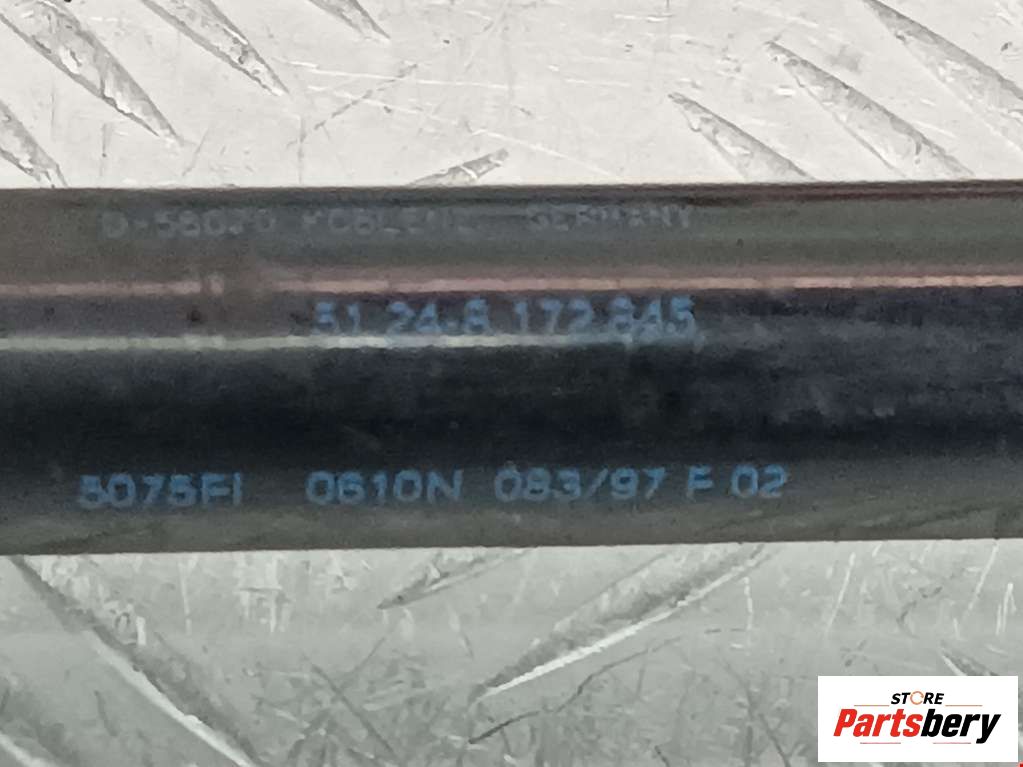 D-56070 KOBLENZ GERMANY
51.24-8 172 845
5075FI 0610N 083/97 F 02
STORE
Partsbery